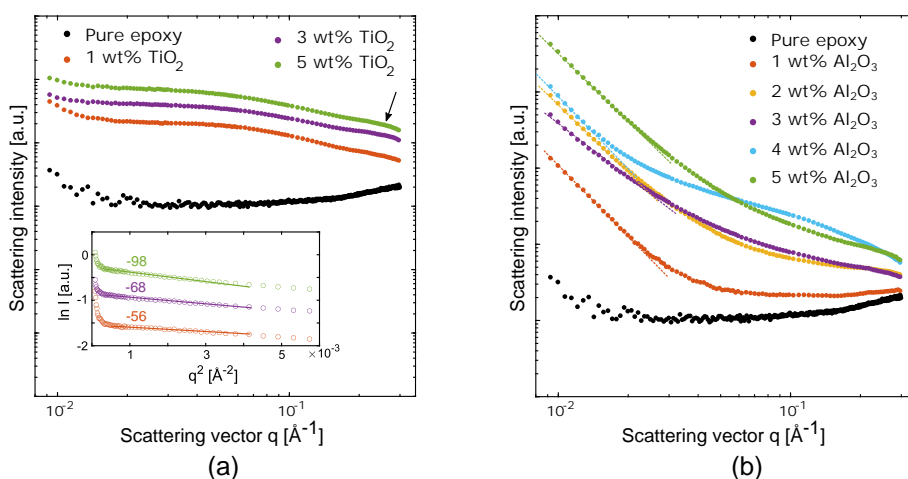 Pure epoxy
1 wt% TiO₂
3 wt% TiO₂
5 wt% TiO₂
Scattering intensity [a.u.]
ln I [a.u.]
0
-1
-2
-98
-68
-56
1
3
5
×10⁻³
q² [Å⁻²]
10⁻²
10⁻¹
Scattering vector q [Å⁻¹]
(a)
Pure epoxy
1 wt% Al₂O₃
2 wt% Al₂O₃
3 wt% Al₂O₃
4 wt% Al₂O₃
5 wt% Al₂O₃
Scattering intensity [a.u.]
10⁻²
10⁻¹
Scattering vector q [Å⁻¹]
(b)